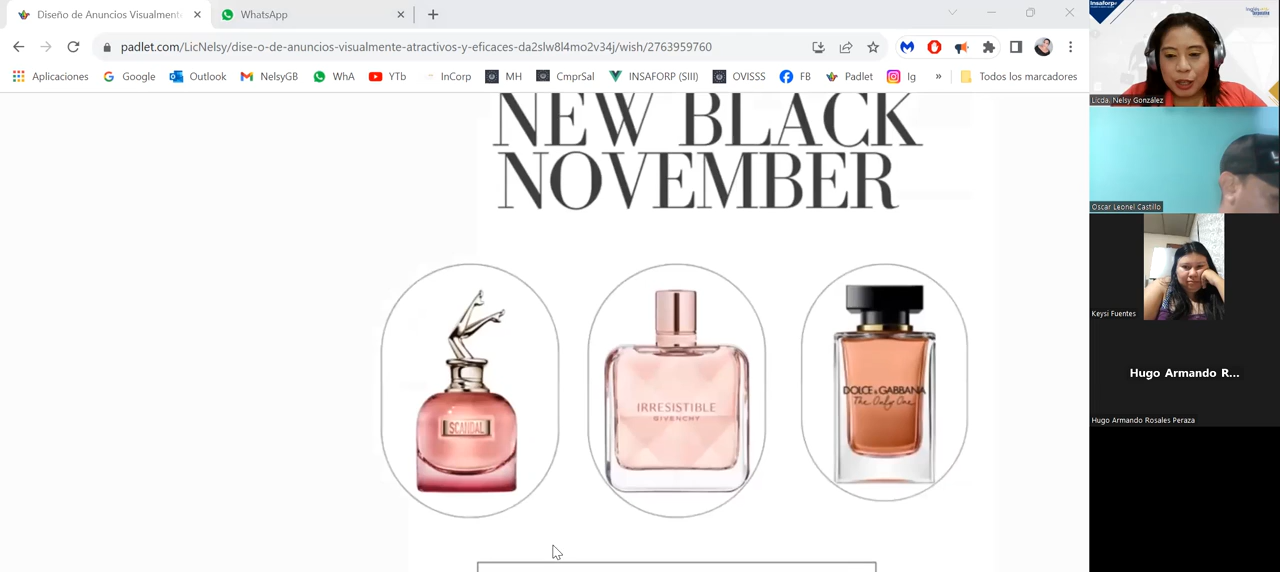 Diseño de Anuncios Visualment
WhatsApp
padlet.com/LicNelsy/dise-o-de-anuncios-visualmente-atractivos-y-eficaces-da2slw8l4mo2v34j/wish/2763959760
Aplicaciones
Google
Outlook
NelsyGB
WhA
YTb
InCorp
MH
CmprSal
INSAFORP (SIII)
OVISSS
FB
Padlet
Ig
»
Todos los marcadores
NEW BLACK
NOVEMBER
SCANDAL
IRRESISTIBLE
GIVENCHY
DOLCE & GABBANA
The Only One
Insaforp
Licda. Nelsy González
Oscar Leonel Castillo
Keysi Fuentes
Hugo Armando R...
Hugo Armando Rosales Peraza